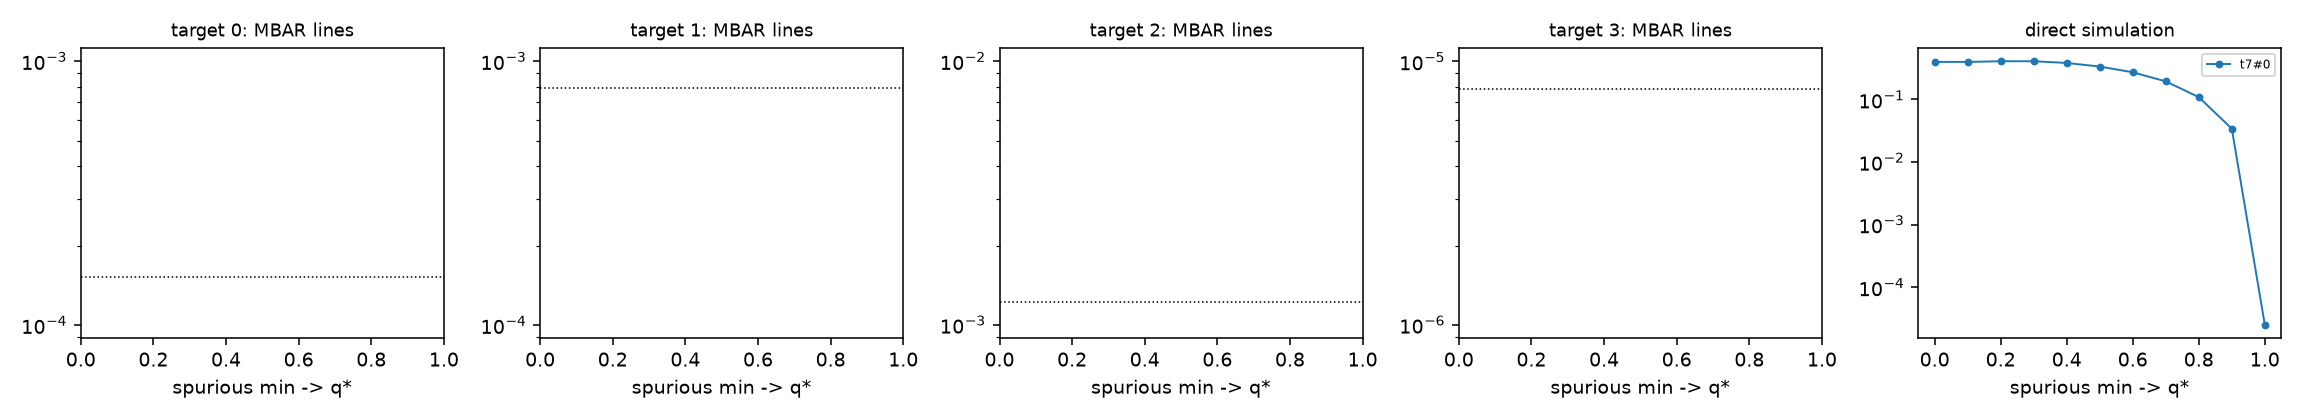 target 0: MBAR lines
10⁻³
10⁻⁴
0.0 0.2 0.4 0.6 0.8 1.0
spurious min -> q*
target 1: MBAR lines
10⁻³
10⁻⁴
0.0 0.2 0.4 0.6 0.8 1.0
spurious min -> q*
target 2: MBAR lines
10⁻²
10⁻³
0.0 0.2 0.4 0.6 0.8 1.0
spurious min -> q*
target 3: MBAR lines
10⁻⁵
10⁻⁶
0.0 0.2 0.4 0.6 0.8 1.0
spurious min -> q*
direct simulation
t7#0
10⁻¹
10⁻²
10⁻³
10⁻⁴
0.0 0.2 0.4 0.6 0.8 1.0
spurious min -> q*